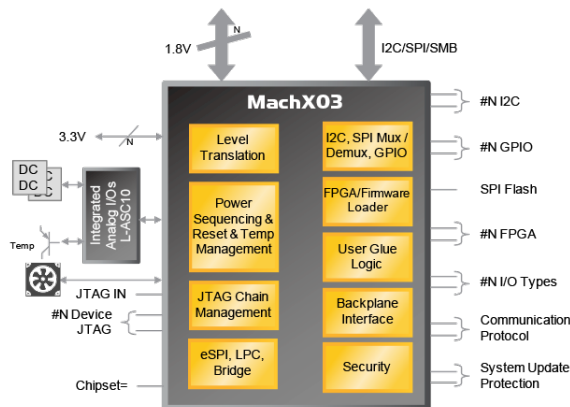 1.8V
N
I2C/SPI/SMB
MachXO3
3.3V
N
DC
DC
DC
DC
Integrated
Analog I/Os
L-ASC10
Temp
JTAG IN
#N Device
JTAG
Chipset=
Level
Translation
Power
Sequencing &
Reset & Temp
Management
JTAG Chain
Management
eSPI, LPC,
Bridge
I2C, SPI Mux /
Demux, GPIO
FPGA/Firmware
Loader
User Glue
Logic
Backplane
Interface
Security
#N I2C
#N GPIO
SPI Flash
#N FPGA
#N I/O Types
Communication
Protocol
System Update
Protection